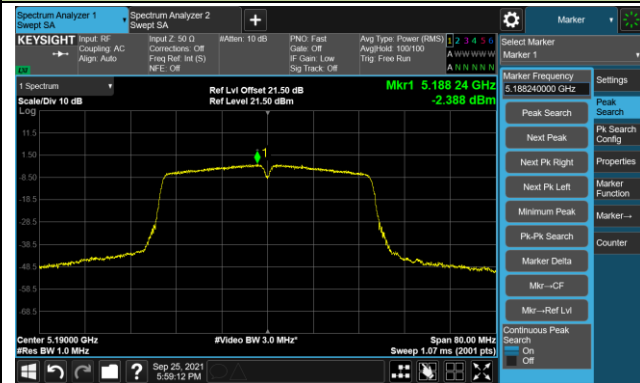 Spectrum Analyzer 1
Swept SA
Spectrum Analyzer 2
Swept SA
+
Marker
KEYSIGHT
Input: RF
Coupling: AC
Align: Auto
Input Z: 50 Ω
Corrections: Off
Freq Ref: Int (S)
NFE: Off
#Atten: 10 dB
PNO: Fast
Gate: Off
IF Gain: Low
Sig Track: Off
Avg Type: Power (RMS)
Avg|Hold: 100/100
Trig: Free Run
1 2 3 4 5 6
A W W W W W
A N N N N N
Select Marker
Marker 1
1 Spectrum
Scale/Div 10 dB
Log
Ref Lvl Offset 21.50 dB
Ref Level 21.50 dBm
Mkr1 5.188 24 GHz
-2.388 dBm
11.5
1.50
-8.50
-18.5
-28.5
-38.5
-48.5
-58.5
-68.5
1
Center 5.19000 GHz
#Res BW 1.0 MHz
#Video BW 3.0 MHz*
Span 80.00 MHz
Sweep 1.07 ms (2001 pts)
Marker Frequency
5.188240000 GHz
Peak Search
Next Peak
Next Pk Right
Next Pk Left
Minimum Peak
Pk-Pk Search
Marker Delta
Mkr→CF
Mkr→Ref Lvl
Continuous Peak
Search
On
Off
Settings
Peak
Search
Pk Search
Config
Properties
Marker
Function
Marker→
Counter
?
Sep 25, 2021
5:59:12 PM